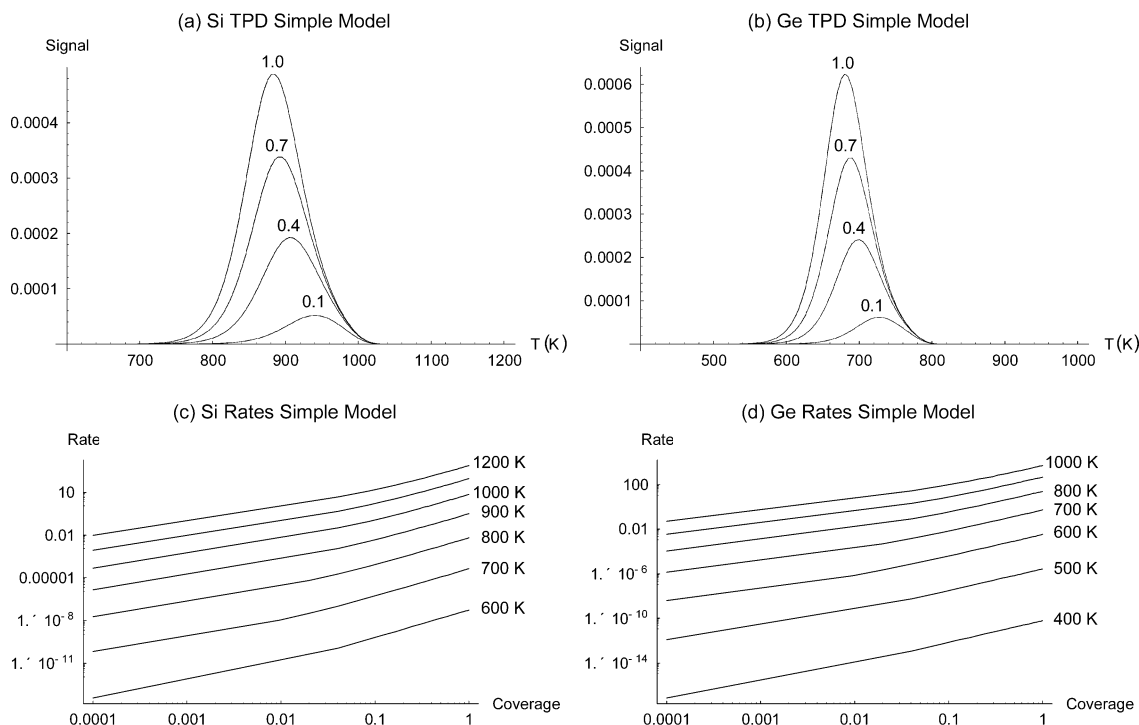 (a) Si TPD Simple Model
Signal
1.0
0.7
0.4
0.1
0.0004
0.0003
0.0002
0.0001
700 800 900 1000 1100 1200
T (K)
(b) Ge TPD Simple Model
Signal
1.0
0.7
0.4
0.1
0.0006
0.0005
0.0004
0.0003
0.0002
0.0001
500 600 700 800 900 1000
T (K)
(c) Si Rates Simple Model
Rate
10
0.01
0.00001
1.´ 10-8
1.´ 10-11
1200 K
1000 K
900 K
800 K
700 K
600 K
0.0001 0.001 0.01 0.1 1
Coverage
(d) Ge Rates Simple Model
Rate
100
0.01
1.´ 10-6
1.´ 10-10
1.´ 10-14
1000 K
800 K
700 K
600 K
500 K
400 K
0.0001 0.001 0.01 0.1 1
Coverage